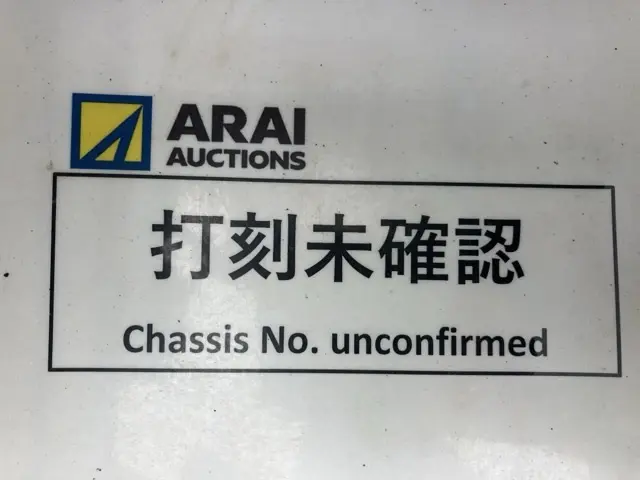 ARAI
AUCTIONS
打刻未確認
Chassis No. unconfirmed